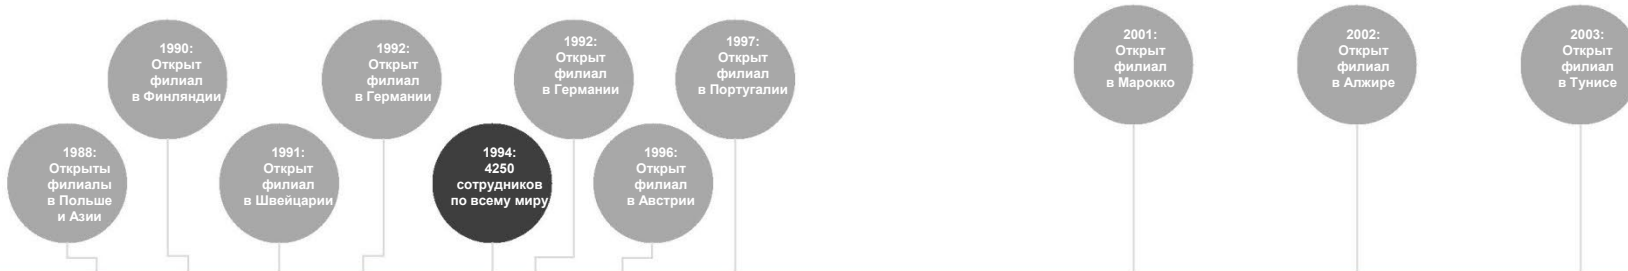 1988:
Открыты
филиалы
в Польше
и Азии
1990:
Открыт
филиал
в Финляндии
1991:
Открыт
филиал
в Швейцарии
1992:
Открыт
филиал
в Германии
1994:
4250
сотрудников
по всему миру
1992:
Открыт
филиал
в Германии
1996:
Открыт
филиал
в Австрии
1997:
Открыт
филиал
в Португалии
2001:
Открыт
филиал
в Марокко
2002:
Открыт
филиал
в Алжире
2003:
Открыт
филиал
в Тунисе